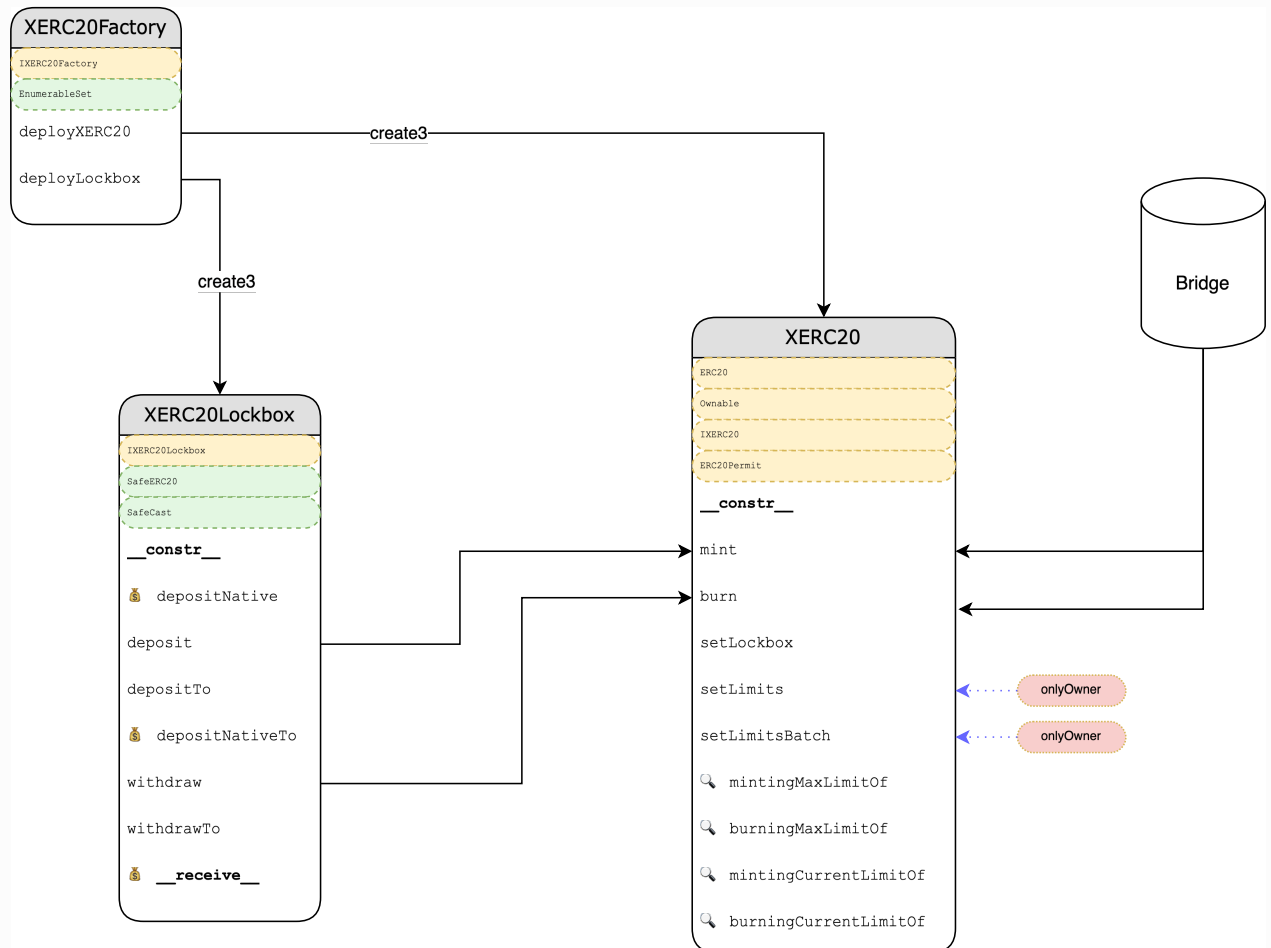 XERC20Factory
IXERC20Factory
EnumerableSet
deployXERC20
deployLockbox
create3
create3
Bridge
XERC20Lockbox
IXERC20Lockbox
SafeERC20
SafeCast
__constr__
depositNative
deposit
depositTo
depositNativeTo
withdraw
withdrawTo
__receive__
XERC20
ERC20
Ownable
IXERC20
ERC20Permit
__constr__
mint
burn
setLockbox
setLimits
setLimitsBatch
mintingMaxLimitOf
burningMaxLimitOf
mintingCurrentLimitOf
burningCurrentLimitOf
onlyOwner
onlyOwner